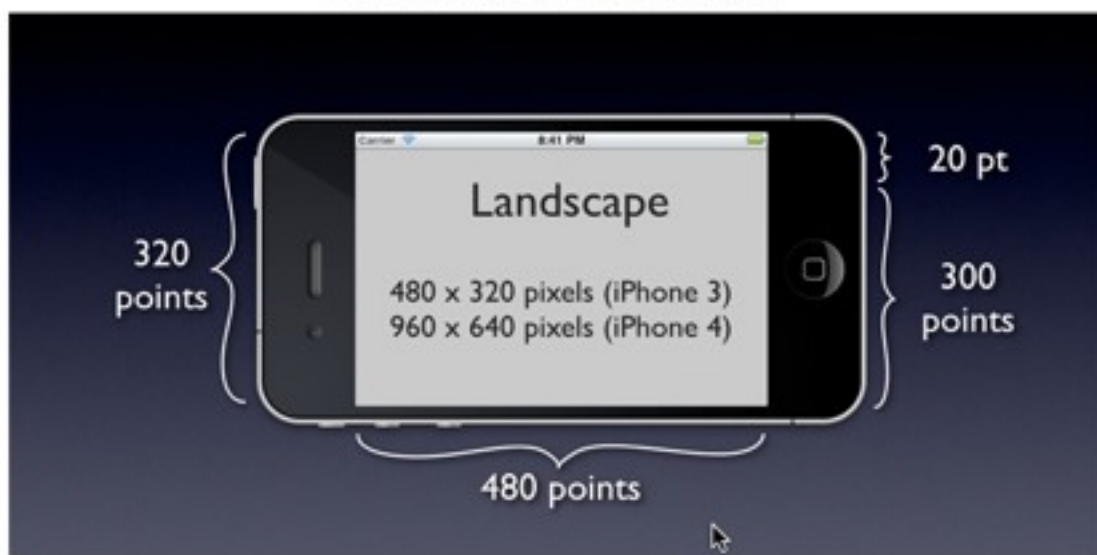 Carrier 8:41 PM
Landscape
480 x 320 pixels (iPhone 3)
960 x 640 pixels (iPhone 4)
320
points
20 pt
300
points
480 points